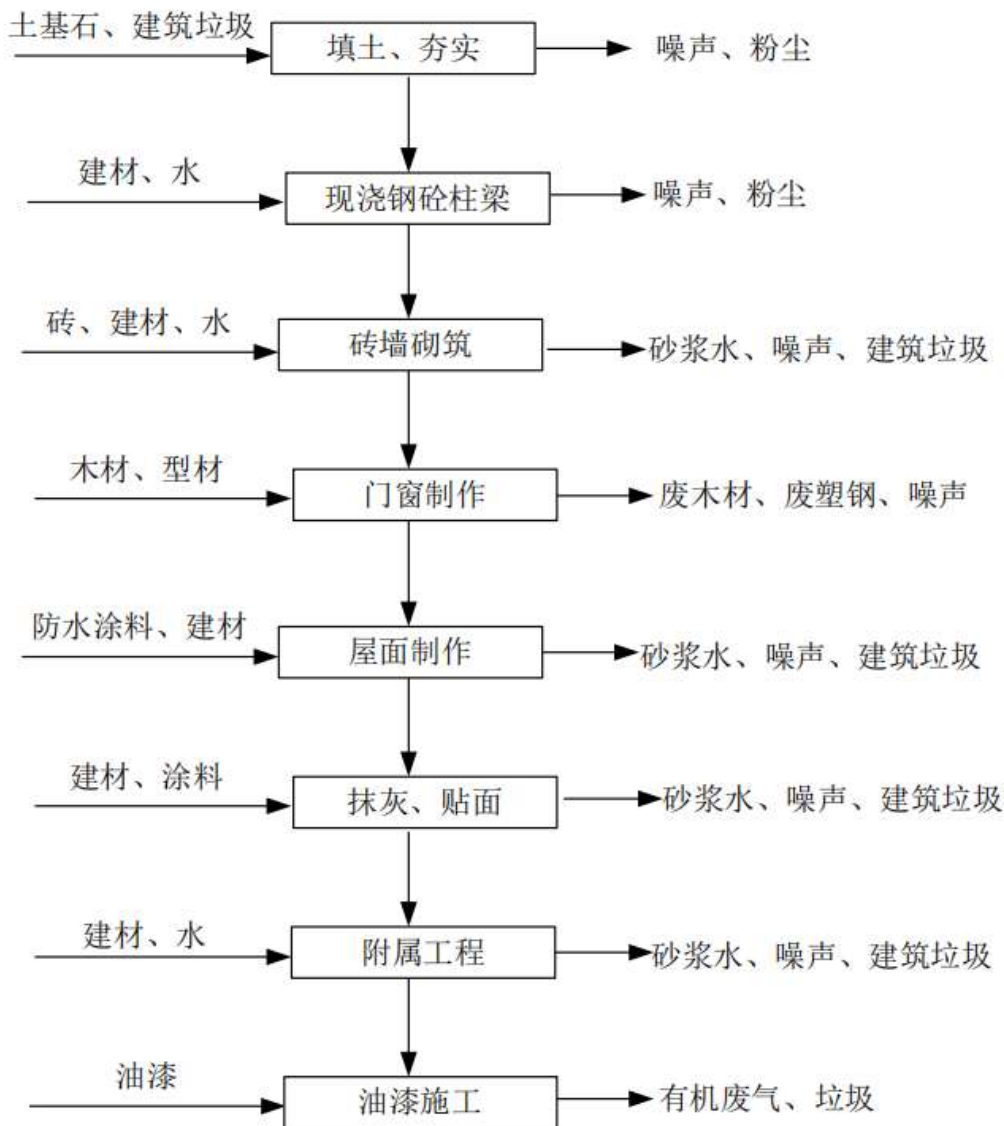 土基石、建筑垃圾 填土、夯实 噪声、粉尘
建材、水 现浇钢砼柱梁 噪声、粉尘
砖、建材、水 砖墙砌筑 砂浆水、噪声、建筑垃圾
木材、型材 门窗制作 废木材、废塑钢、噪声
防水涂料、建材 屋面制作 砂浆水、噪声、建筑垃圾
建材、涂料 抹灰、贴面 砂浆水、噪声、建筑垃圾
建材、水 附属工程 砂浆水、噪声、建筑垃圾
油漆 油漆施工 有机废气、垃圾